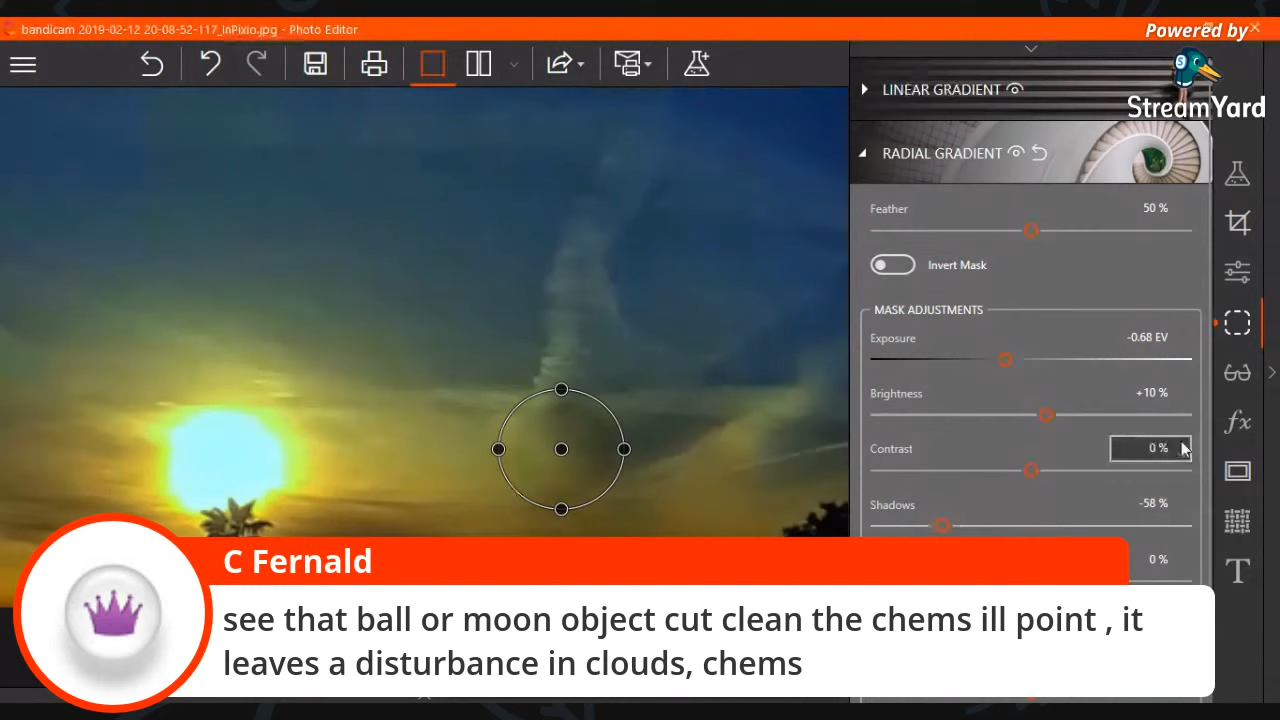 bandicam 2019-02-12 20-08-52-117_InPixio.jpg - Photo Editor
Powered by
StreamYard
LINEAR GRADIENT
RADIAL GRADIENT
Feather 50 %
Invert Mask
MASK ADJUSTMENTS
Exposure -0.68 EV
Brightness +10 %
Contrast 0 %
Shadows -58 %
0 %
fx
T
C Fernald
see that ball or moon object cut clean the chems ill point , it
leaves a disturbance in clouds, chems